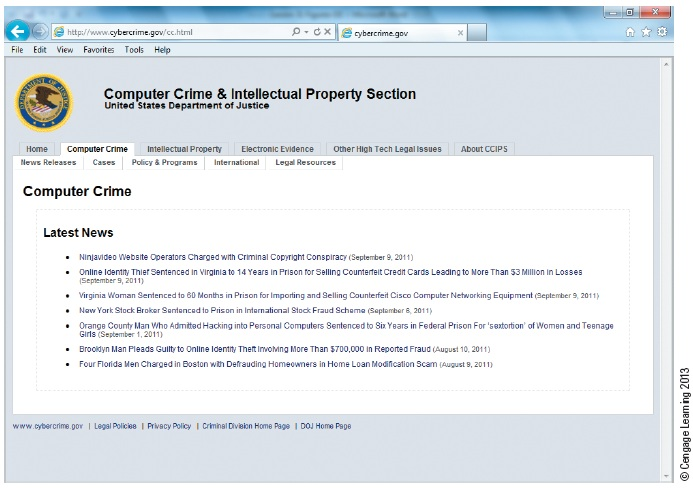 http://www.cybercrime.gov/cc.html
cybercrime.gov
File Edit View Favorites Tools Help
Computer Crime & Intellectual Property Section
United States Department of Justice
Home Computer Crime Intellectual Property Electronic Evidence Other High Tech Legal Issues About CCIPS
News Releases Cases Policy & Programs International Legal Resources
Computer Crime
Latest News
• Ninjavideo Website Operators Charged with Criminal Copyright Conspiracy (September 9, 2011)
• Online Identity Thief Sentenced in Virginia to 14 Years in Prison for Selling Counterfeit Credit Cards Leading to More Than $3 Million in Losses
(September 9, 2011)
• Virginia Woman Sentenced to 60 Months in Prison for Importing and Selling Counterfeit Cisco Computer Networking Equipment (September 9, 2011)
• New York Stock Broker Sentenced to Prison in International Stock Fraud Scheme (September 6, 2011)
• Orange County Man Who Admitted Hacking into Personal Computers Sentenced to Six Years in Federal Prison For 'sextortion' of Women and Teenage
Girls (September 1, 2011)
• Brooklyn Man Pleads Guilty to Online Identity Theft Involving More Than $700,000 in Reported Fraud (August 10, 2011)
• Four Florida Men Charged in Boston with Defrauding Homeowners in Home Loan Modification Scam (August 9, 2011)
www.cybercrime.gov | Legal Policies | Privacy Policy | Criminal Division Home Page | DOJ Home Page
© Cengage Learning 2013